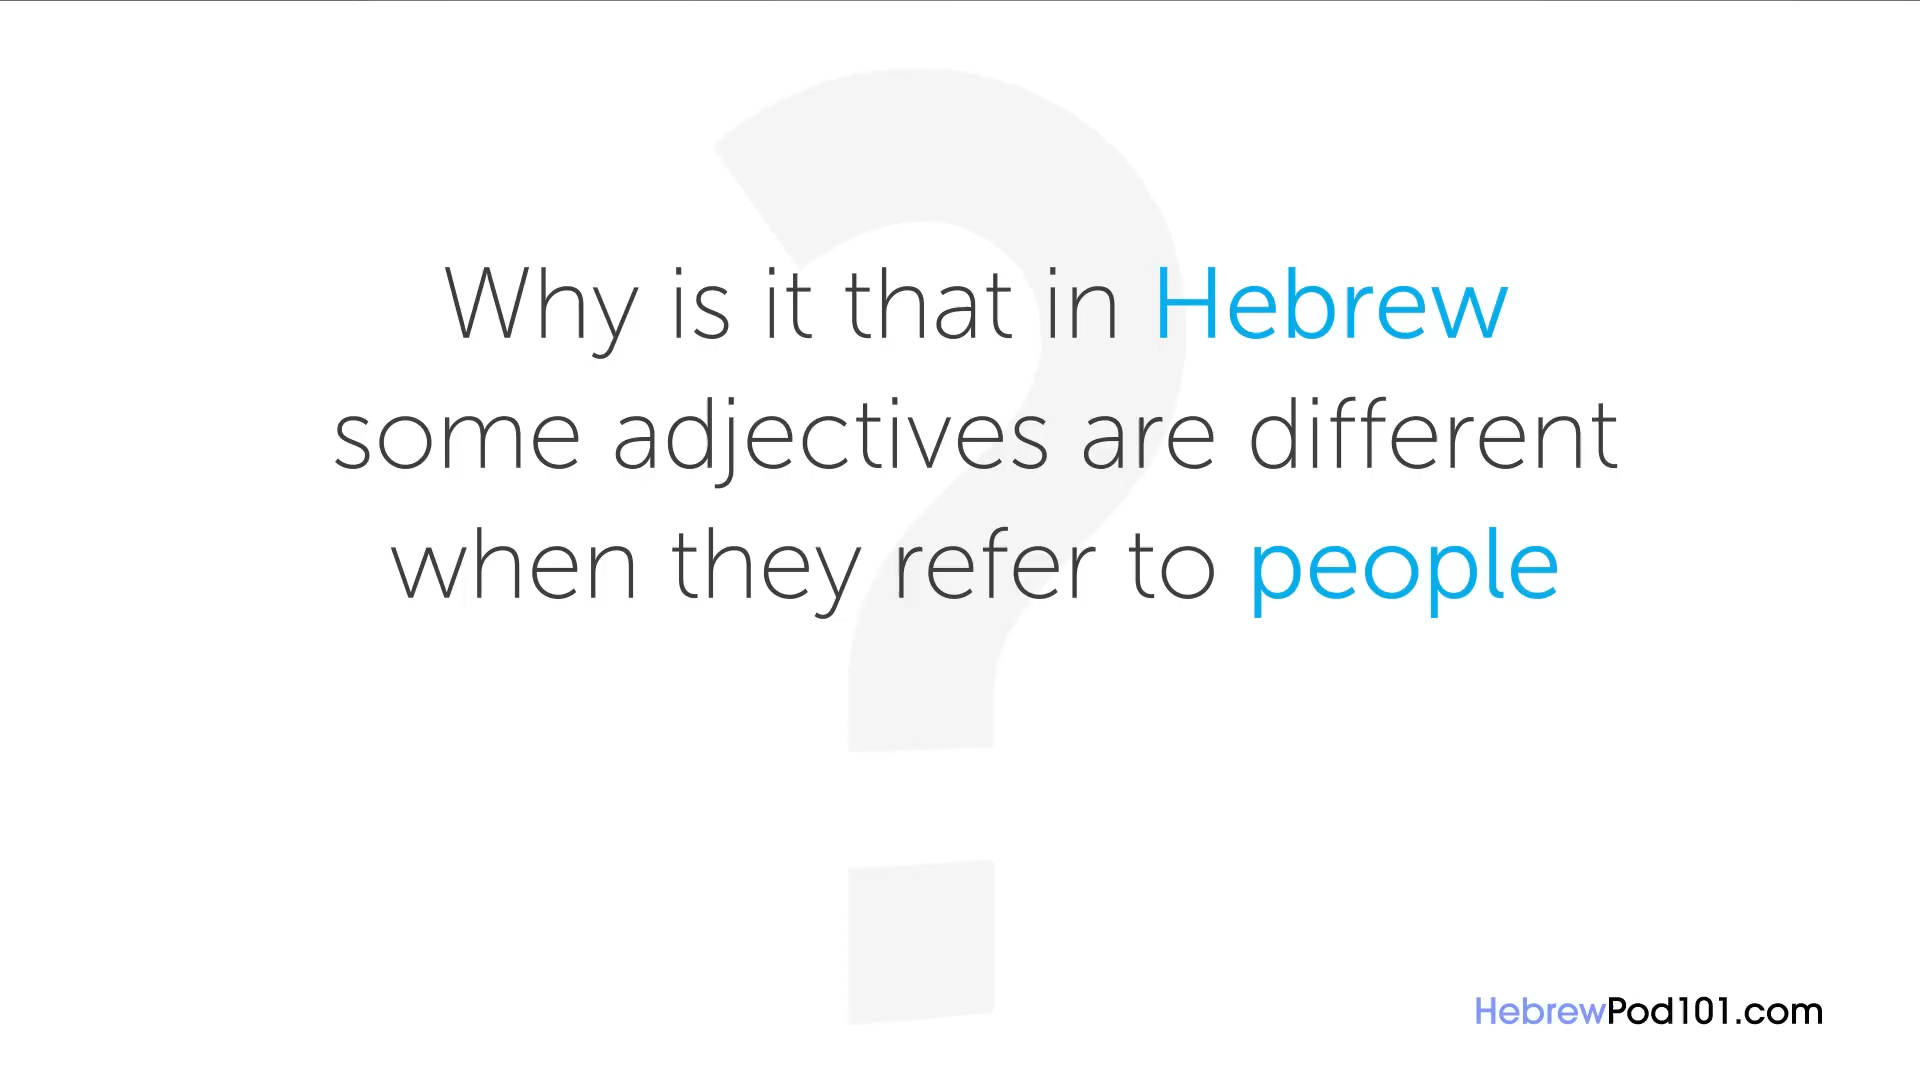 Why is it that in Hebrew
some adjectives are different
when they refer to people
HebrewPod101.com